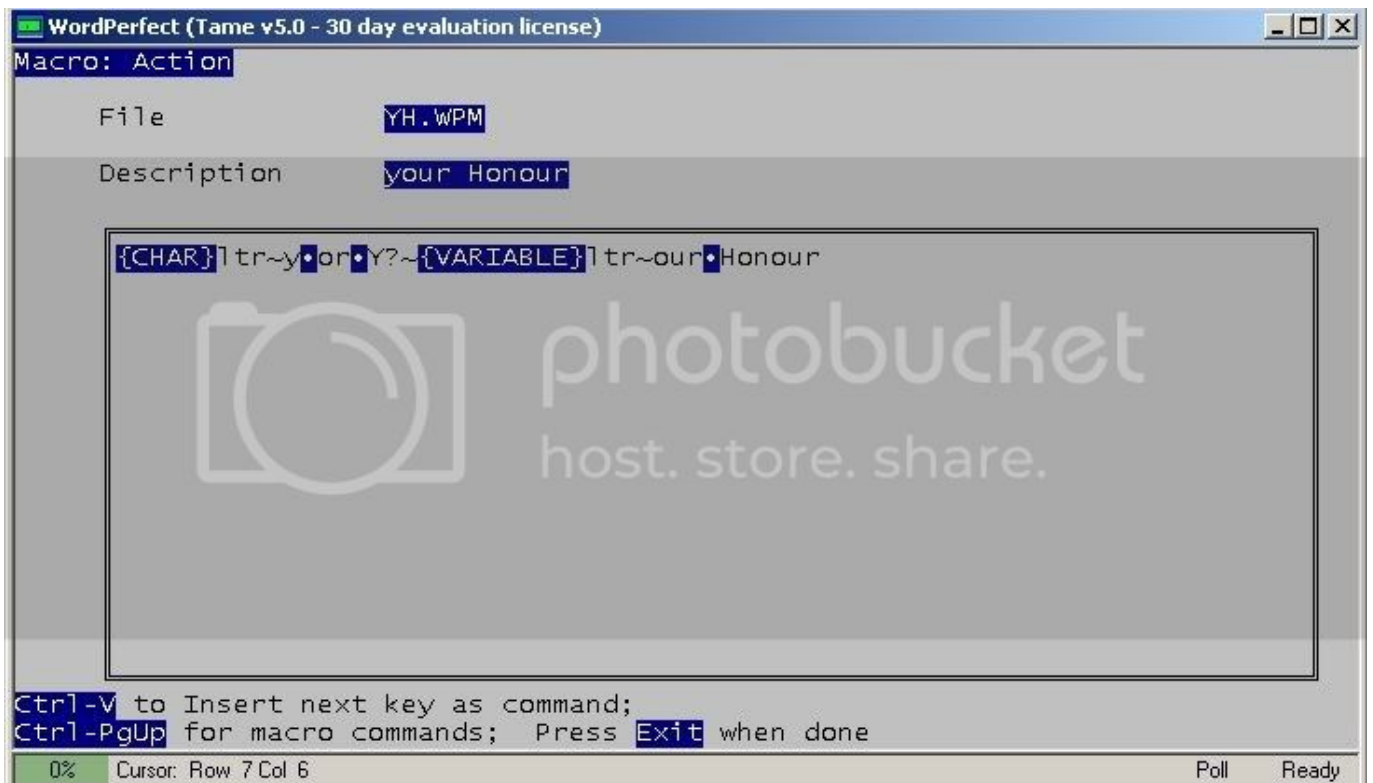 WordPerfect (Tame v5.0 - 30 day evaluation license)
Macro: Action
File YH.WPM
Description your Honour
{CHAR}ltr~y•or•Y?~{VARIABLE}ltr~our•Honour
photobucket
host. store. share.
Ctrl-V to Insert next key as command;
Ctrl-PgUp for macro commands; Press Exit when done
0% Cursor: Row 7 Col 6 Poll Ready